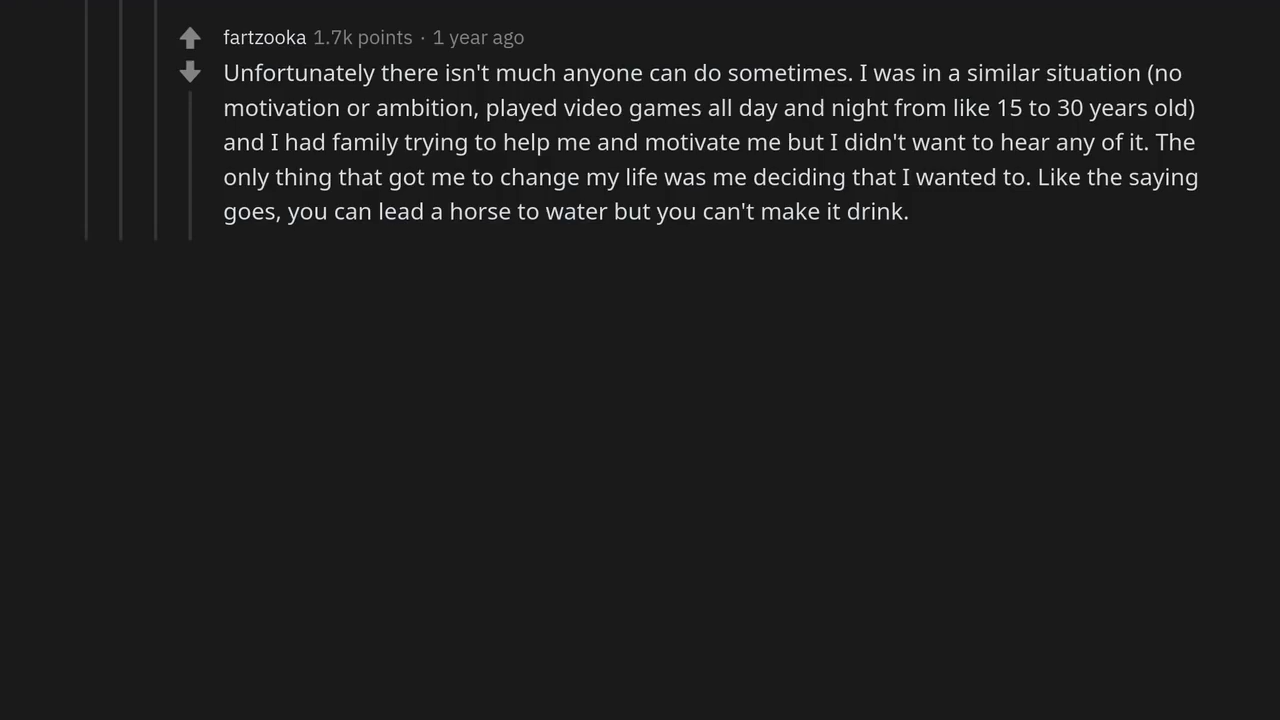 fartzooka 1.7k points · 1 year ago
Unfortunately there isn't much anyone can do sometimes. I was in a similar situation (no
motivation or ambition, played video games all day and night from like 15 to 30 years old)
and I had family trying to help me and motivate me but I didn't want to hear any of it. The
only thing that got me to change my life was me deciding that I wanted to. Like the saying
goes, you can lead a horse to water but you can't make it drink.